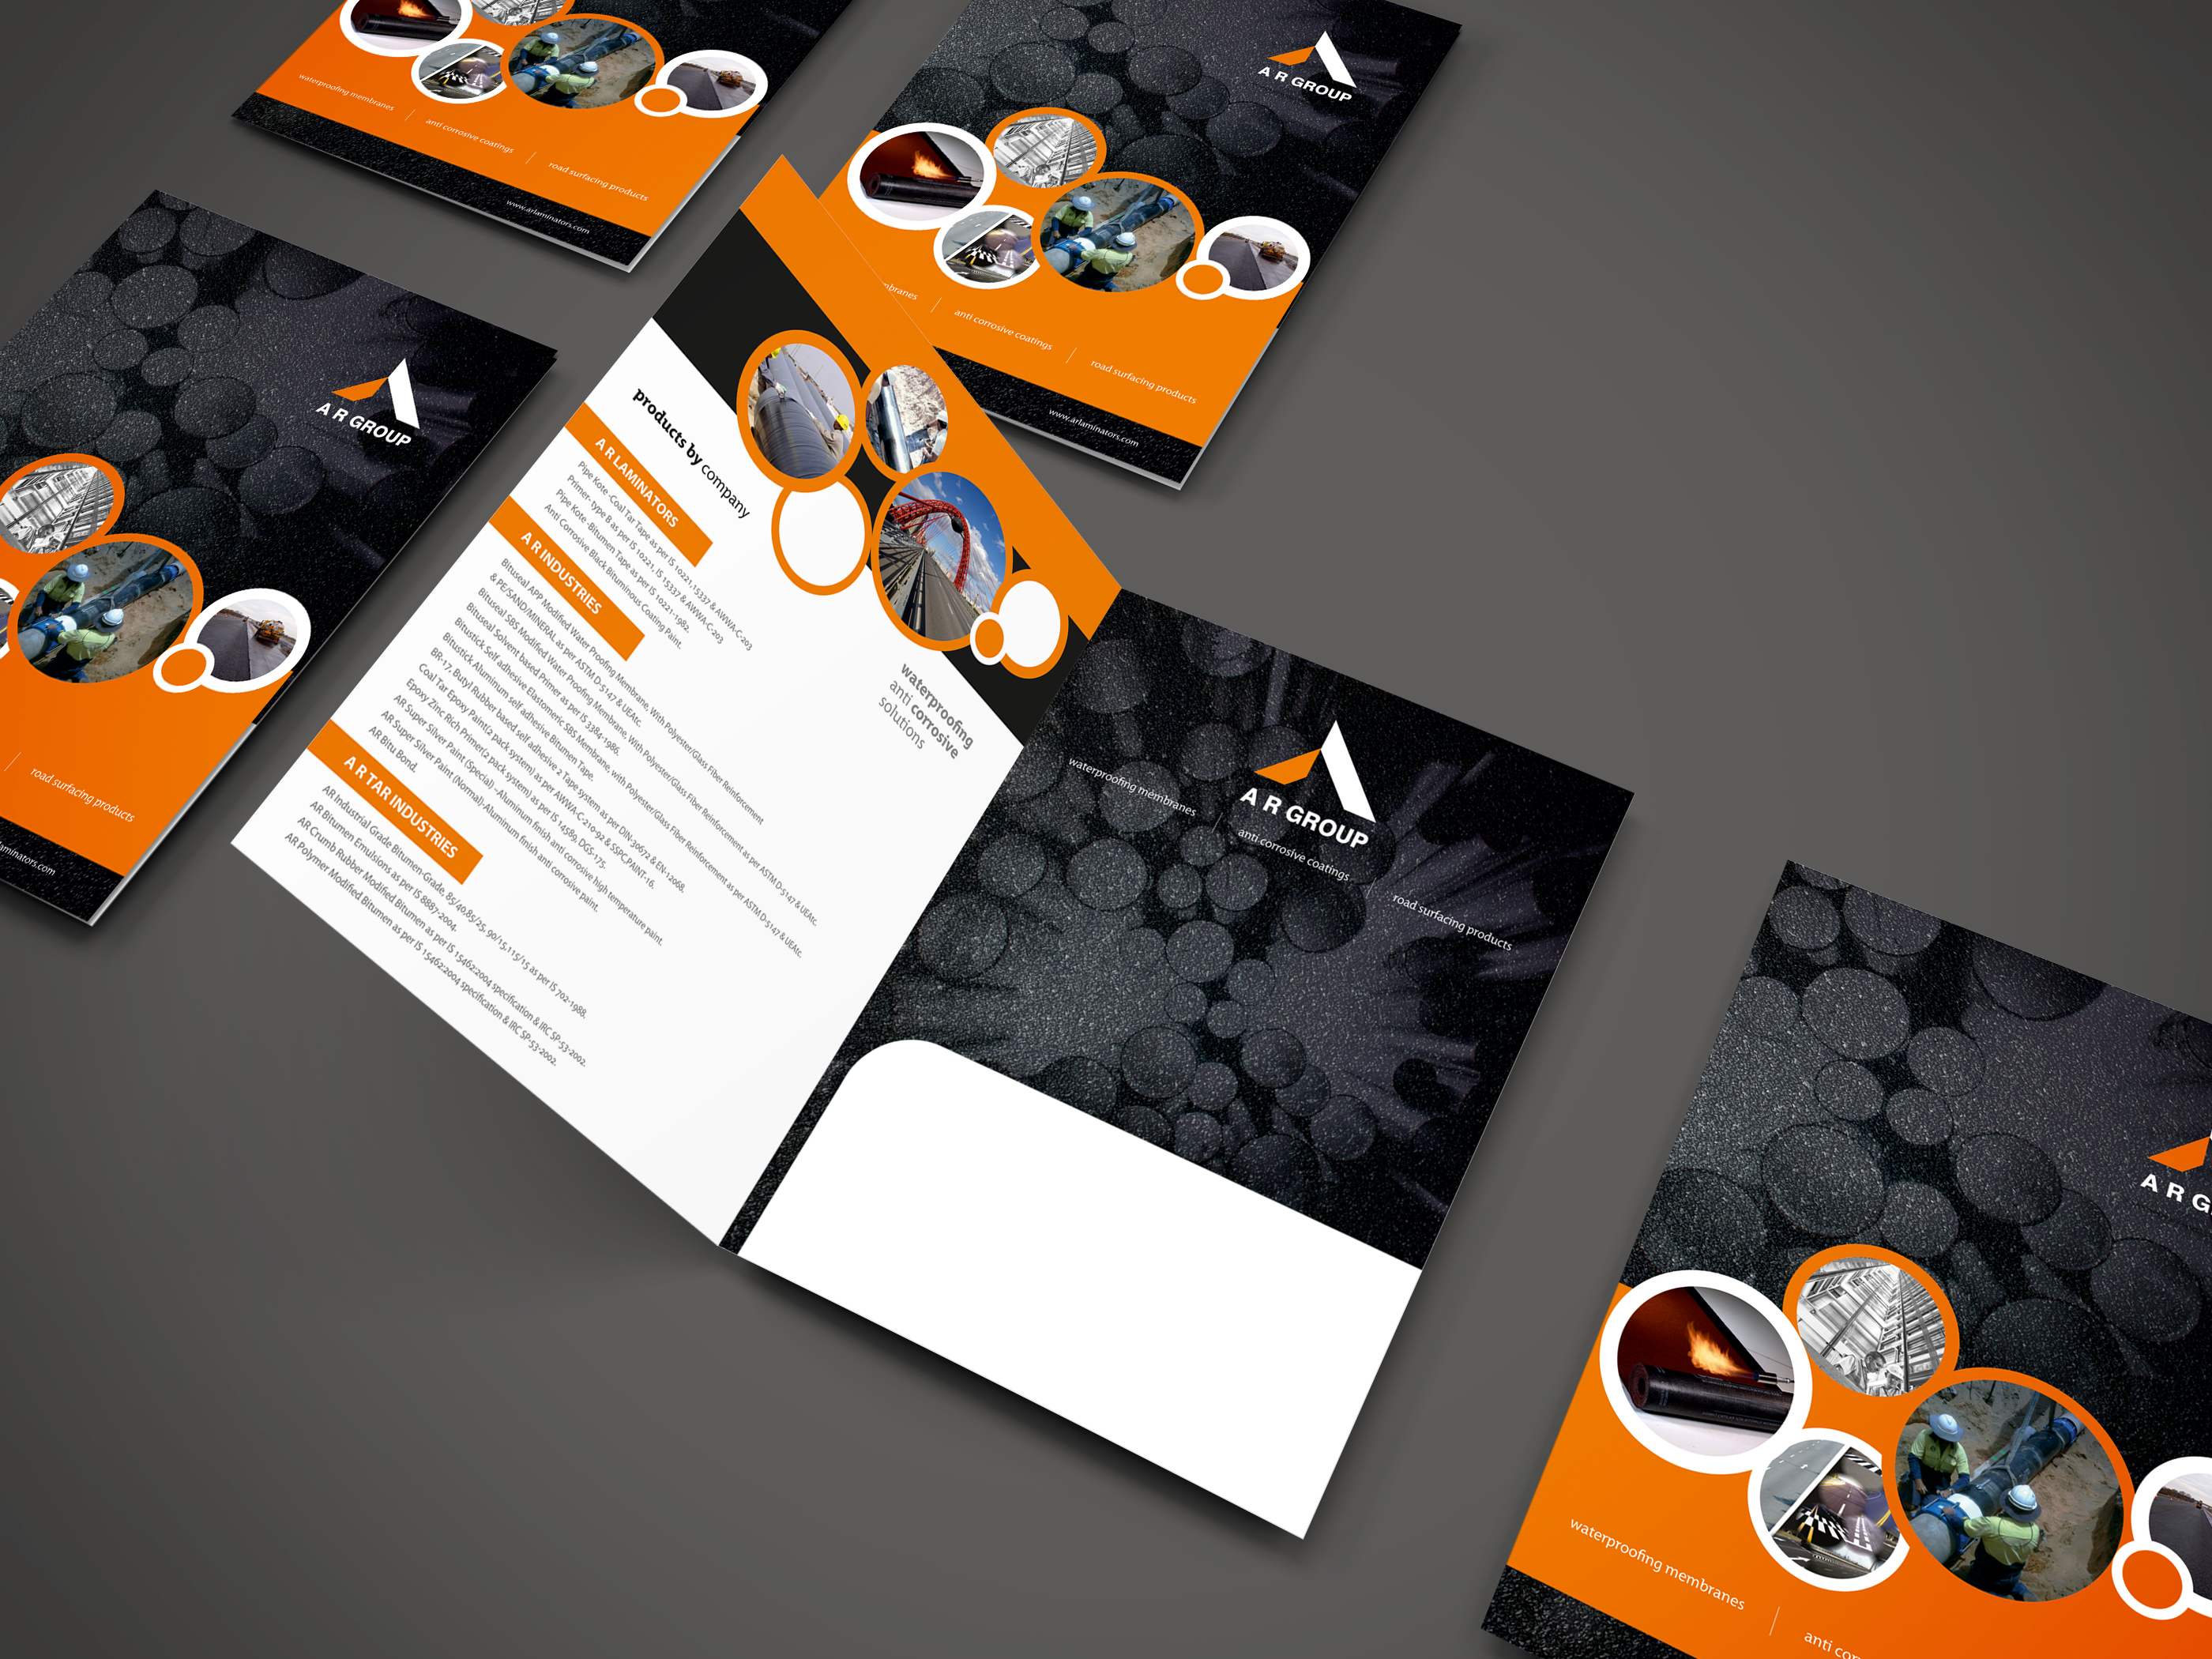 waterproofing membranes
anti corrosive coatings
road surfacing products
www.arlaminators.com
A R GROUP
mbranes
anti corrosive coatings
road surfacing products
www.arlaminators.com
A R GROUP
road surfacing products
laminators.com
products by company
A R LAMINATORS
Pipe Kote -Coal Tar Tape as per IS 10221,15337 & AWWA-C-203
Primer- type B as per IS 10221, IS 15337 & AWWA-C-203
Pipe Kote -Bitumen Tape as per IS 10221-1982.
Anti Corrosive Black Bituminous Coating Paint.
A R INDUSTRIES
Bituseal APP Modified Water Proofing Membrane, With Polyester/Glass Fiber Reinforcement
& PE/SAND/MINERAL as per ASTM D-5147 & UEAtc.
Bituseal SBS Modified Water Proofing Membrane, With Polyester/Glass Fiber Reinforcement as per ASTM D-5147 & UEAtc.
Bituseal Solvent based Primer as per IS 3384-1986.
Bitustick Self adhesive Elastomeric SBS Membrane, with Polyester/Glass Fiber Reinforcement as per ASTM D-5147 & UEAtc.
Bitustick Aluminum self adhesive Bitumen Tape.
BR-17, Butyl Rubber based self adhesive 2 Tape system as per DIN-30672 & EN-12068.
Coal Tar Epoxy Paint(2 pack system) as per AWWA-C-210-92 & SSPC PAINT-16.
Epoxy Zinc Rich Primer(2 pack system) as per IS 14589, DGS-175.
AR Super Silver Paint (Special) -Aluminum finish anti corrosive high temperature paint.
AR Super Silver Paint (Normal)-Aluminum finish anti corrosive paint.
AR Bitu Bond.
A R TAR INDUSTRIES
AR Industrial Grade Bitumen-Grade, 85/40.85/25, 90/15.115/15 as per IS 702-1988.
AR Bitumen Emulsions as per IS 8887-2004.
AR Crumb Rubber Modified Bitumen as per IS 15462:2004 specification & IRC SP-53-2002.
AR Polymer Modified Bitumen as per IS 15462:2004 specification & IRC SP-53-2002.
waterproofing
anti corrosive
solutions
A R GROUP
waterproofing membranes
anti corrosive coatings
road surfacing products
A R G
waterproofing membranes
anti co